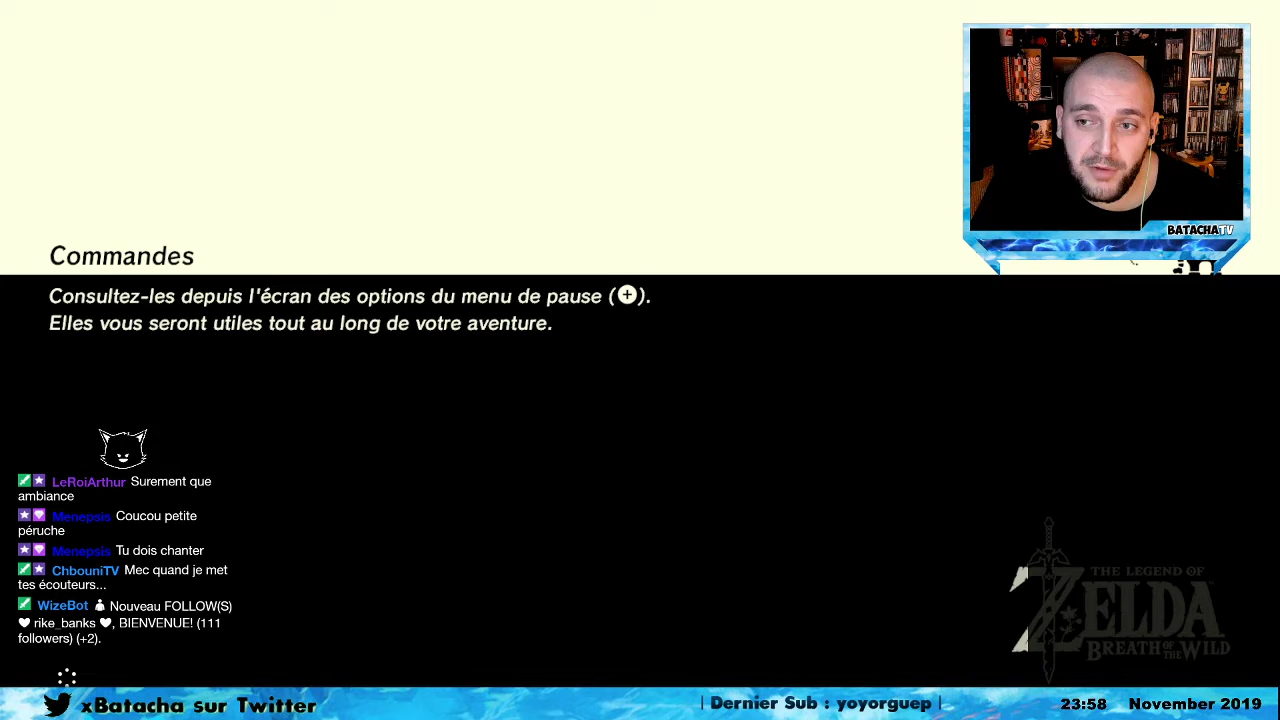 BATACHATV
Commandes
Consultez-les depuis l'écran des options du menu de pause (+).
Elles vous seront utiles tout au long de votre aventure.
LeRoiArthur Surement que
ambiance
Menepsis Coucou petite
péruche
Menepsis Tu dois chanter
ChbouniTV Mec quand je met
tes écouteurs...
WizeBot Nouveau FOLLOW(S)
rike_banks, BIENVENUE! (111
followers) (+2).
THE LEGEND OF
ZELDA
BREATH OF THE WILD
xBatacha sur Twitter
| Dernier Sub : yoyorguep |
23:58 November 2019